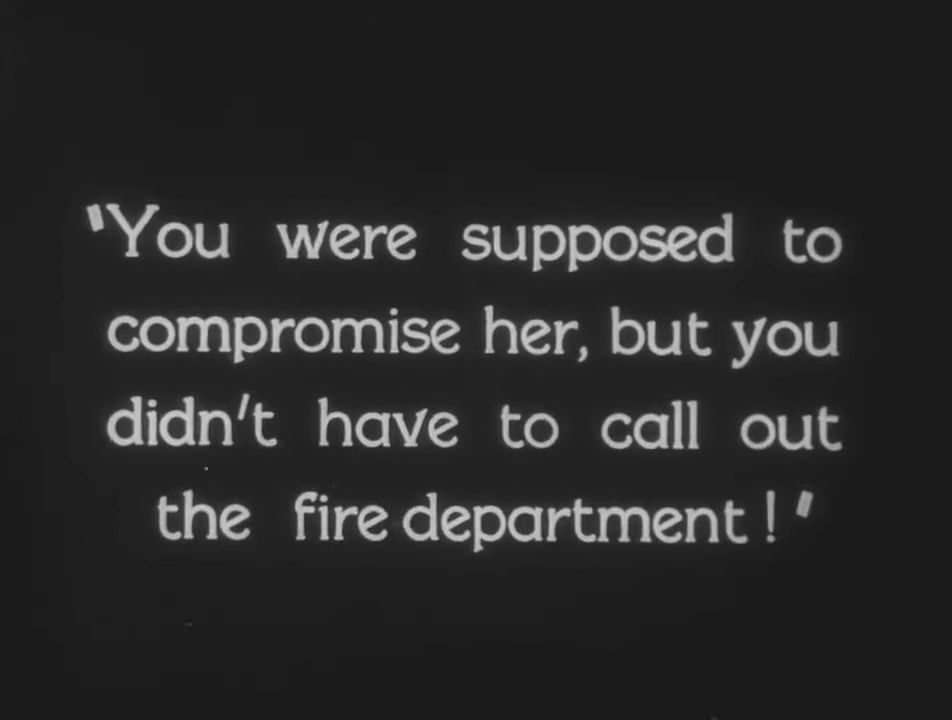 "You were supposed to
compromise her, but you
didn't have to call out
the fire department!"